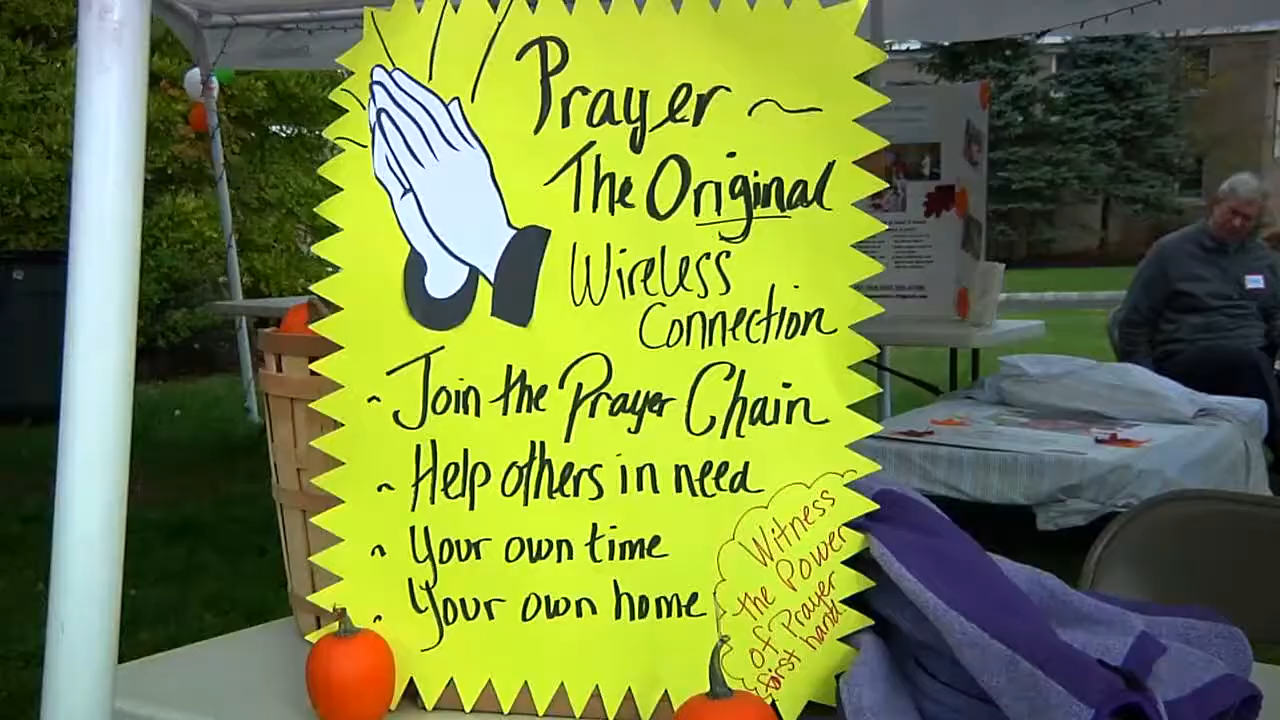 Prayer ~
The Original
Wireless
Connection
~ Join the Prayer Chain
~ Help others in need
~ Your own time
~ Your own home
Witness
the Power
of Prayer
first hand!